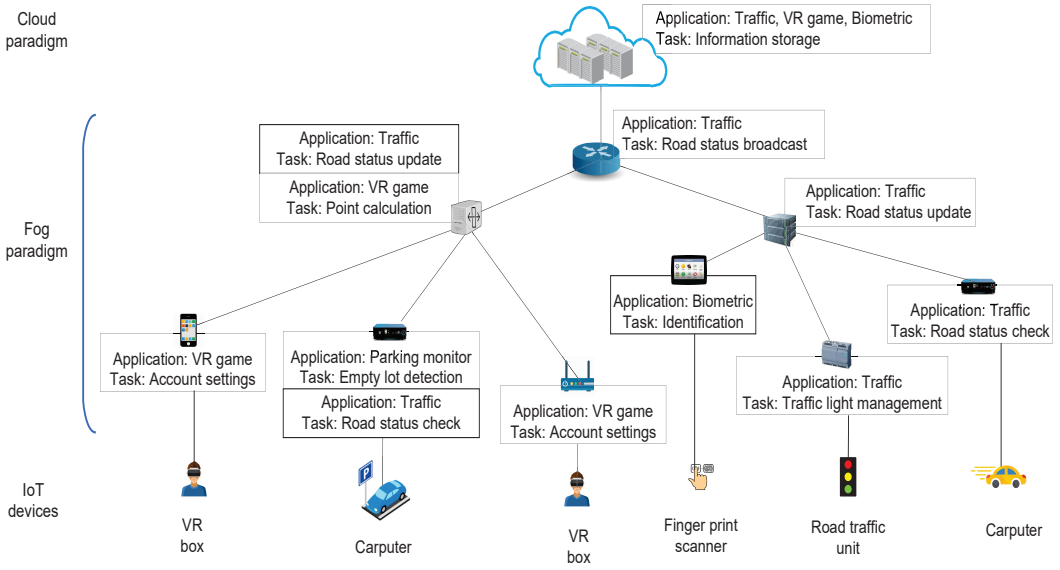 Cloud
paradigm
Application: Traffic, VR game, Biometric
Task: Information storage
Application: Traffic
Task: Road status broadcast
Application: Traffic
Task: Road status update
Application: VR game
Task: Point calculation
Application: Traffic
Task: Road status update
Fog
paradigm
Application: Biometric
Task: Identification
Application: Traffic
Task: Road status check
Application: VR game
Task: Account settings
Application: Parking monitor
Task: Empty lot detection
Application: Traffic
Task: Road status check
Application: VR game
Task: Account settings
Application: Traffic
Task: Traffic light management
P
IoT
devices
VR
box
Carputer
VR
box
Finger print
scanner
Road traffic
unit
Carputer